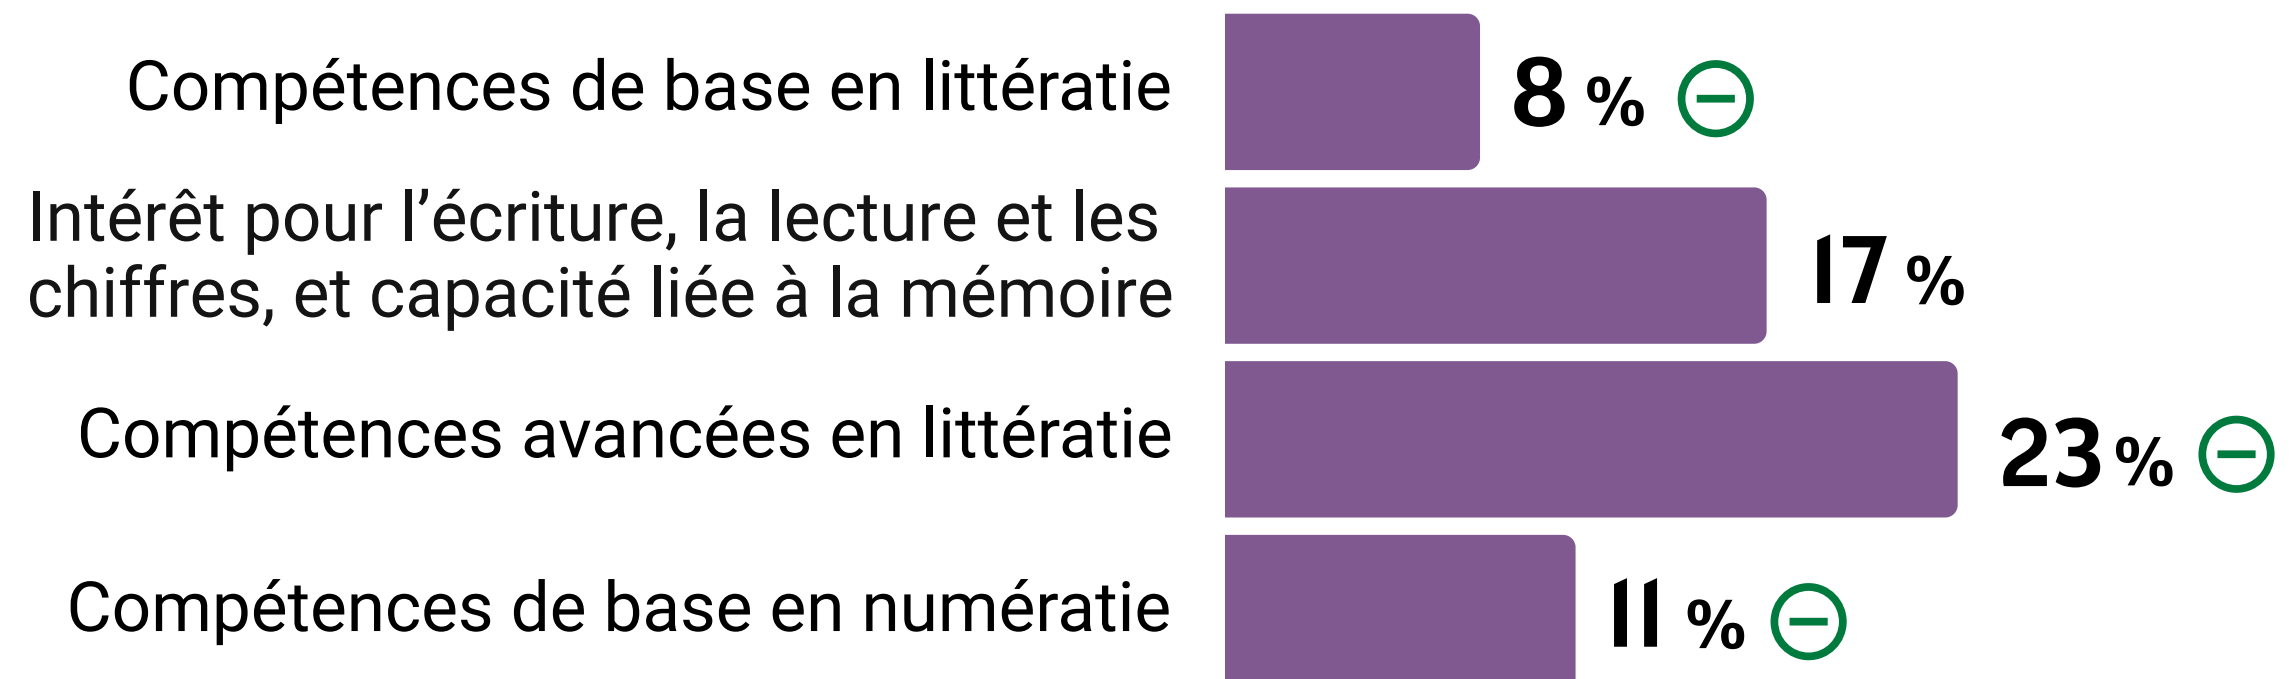 Compétences de base en littératie
8 %
Intérêt pour l’écriture, la lecture et les
chiffres, et capacité liée à la mémoire
17 %
Compétences avancées en littératie
23 %
Compétences de base en numératie
11 %